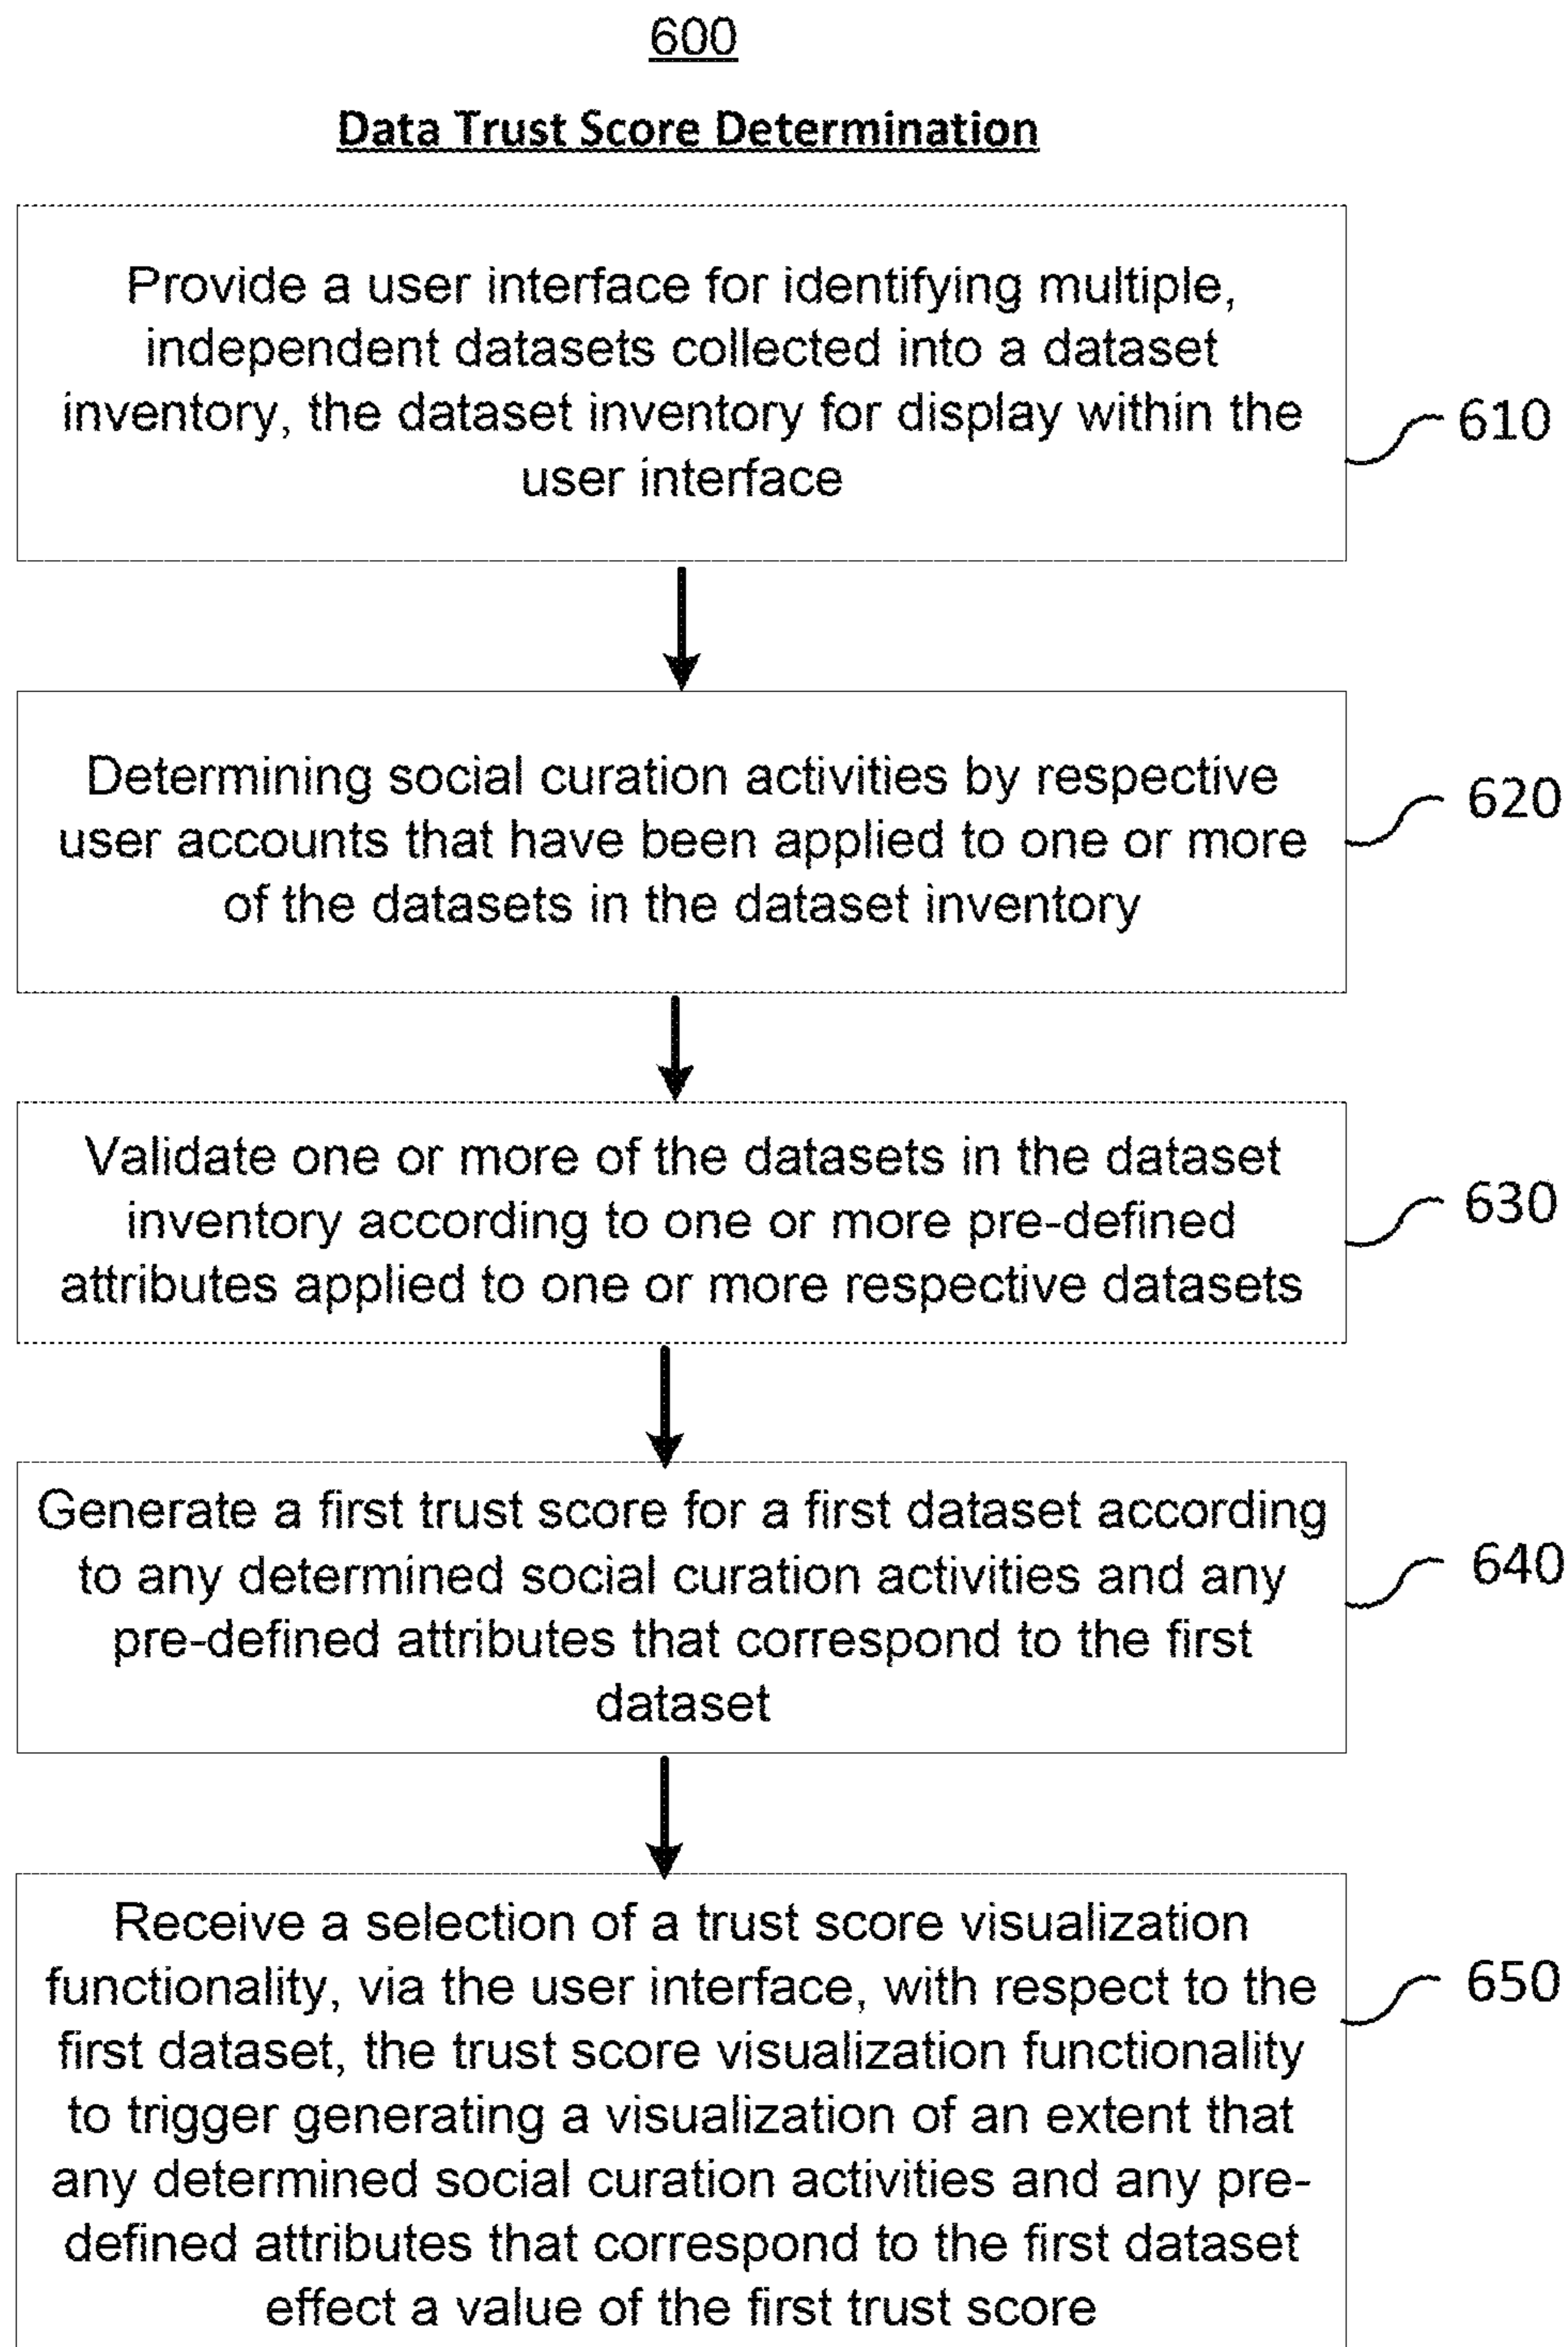 600
Data Trust Score Determination
Provide a user interface for identifying multiple,
independent datasets collected into a dataset
inventory, the dataset inventory for display within the
user interface
610
Determining social curation activities by respective
user accounts that have been applied to one or more
of the datasets in the dataset inventory
620
Validate one or more of the datasets in the dataset
inventory according to one or more pre-defined
attributes applied to one or more respective datasets
630
Generate a first trust score for a first dataset according
to any determined social curation activities and any
pre-defined attributes that correspond to the first
dataset
640
Receive a selection of a trust score visualization
functionality, via the user interface, with respect to the
first dataset, the trust score visualization functionality
to trigger generating a visualization of an extent that
any determined social curation activities and any pre-
defined attributes that correspond to the first dataset
effect a value of the first trust score
650